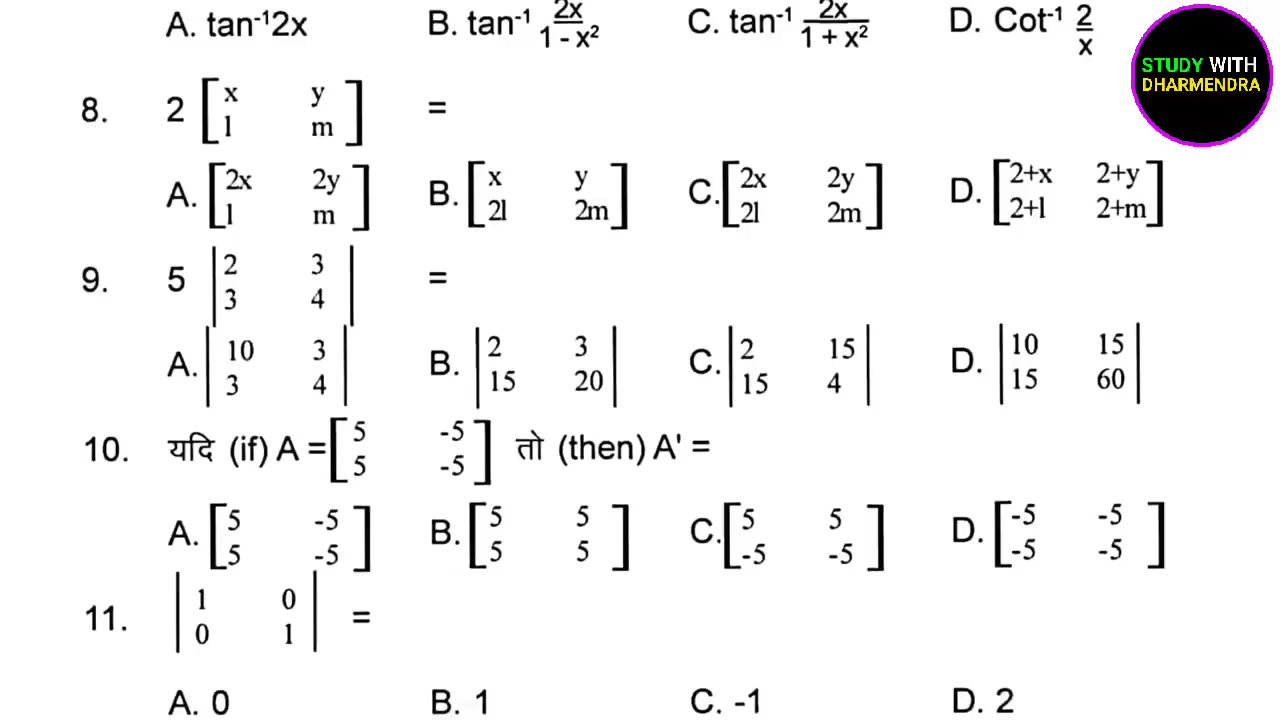 A. tan⁻¹2x B. tan⁻¹ 2x/1 - x² C. tan⁻¹ 2x/1 + x² D. Cot⁻¹ 2/x
STUDY WITH
DHARMENDRA
8. 2 [x y
l m] =
A. [2x 2y
l m] B. [x y
2l 2m] C. [2x 2y
2l 2m] D. [2+x 2+y
2+l 2+m]
9. 5 |2 3
3 4| =
A. |10 3
3 4| B. |2 3
15 20| C. |2 15
15 4| D. |10 15
15 60|
10. यदि (if) A = [5 -5
5 -5] तो (then) A' =
A. [5 -5
5 -5] B. [5 5
5 5] C. [5 5
-5 -5] D. [-5 -5
-5 -5]
11. |1 0
0 1| =
A. 0 B. 1 C. -1 D. 2